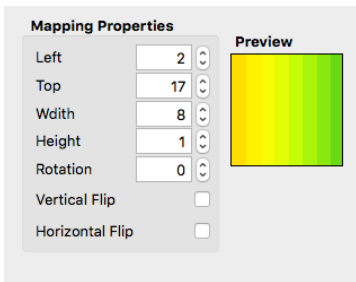 Mapping Properties
Preview
Left 2
Top 17
Wdith 8
Height 1
Rotation 0
Vertical Flip
Horizontal Flip